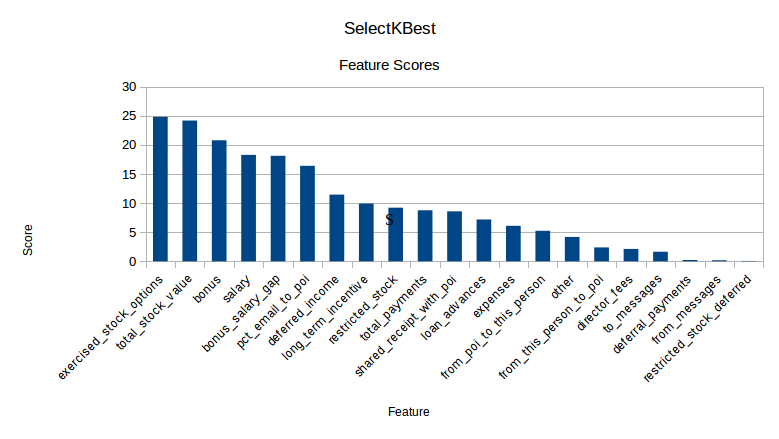 SelectKBest
Feature Scores
30
25
20
15
10
5
0
Score
$
exercised_stock_options
total_stock_value
bonus
salary
bonus_salary_gap
pct_email_to_poi
deferred_income
long_term_incentive
restricted_stock
total_payments
shared_receipt_with_poi
loan_advances
expenses
from_poi_to_this_person
other
from_this_person_to_poi
director_fees
to_messages
deferral_payments
from_messages
restricted_stock_deferred
Feature